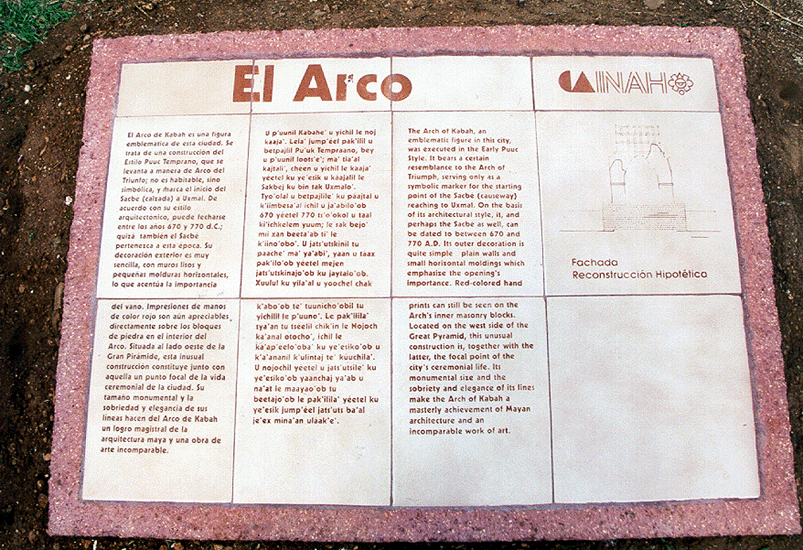 El Arco
INAH
El Arco de Kabah es una figura
emblemática de esta ciudad. Se
trata de una construcción del
Estilo Puuc Temprano, que se
levanta a manera de Arco del
Triunfo; no es habitable, sino
simbólica, y marca el inicio del
Sacbe (calzada) a Uxmal. De
acuerdo con su estilo
arquitectonico, puede fecharse
entre los años 670 y 770 d.C.;
quizá también el Sacbe
pertenezca a esta época. Su
decoración exterior es muy
sencilla, con muros lisos y
pequeñas molduras horizontales,
lo que acentúa la importancia
del vano. Impresiones de manos
de color rojo son aún apreciables
directamente sobre los bloques
de piedra en el interior del
Arco. Situada al lado oeste de la
Gran Pirámide, esta inusual
construcción constituye junto con
aquella un punto focal de la vida
ceremonial de la ciudad. Su
tamaño monumental y la
sobriedad y elegancia de sus
líneas hacen del Arco de Kabah
un logro magistral de la
arquitectura maya y una obra de
arte incomparable.
U p'uunil Kabahe' u yichil le noj
kaaja'. Lela' jump'éel pak'ilil u
betpajlil Pu'uk Tempraano, bey
u p'uunil loots'e'; ma' tia'al
kajtali', cheen u yichil le kaaja'
yéetel ku ye'esik u káajalil le
Sakbej ku bin tak Uxmalo'.
Tyo'olal u betpajlile' ku páajtal u
k'iimbesa'al ichil u ja'abilo'ob
670 yéetel 770 ts'o'okol u taal
ki'ichkelem yuum; le sak bejo'
mii xan beeta'ab ti' le
k'iino'obo'. U jats'utskinil tu
paache' ma' ya'abi', yaan u táax
pak'ilo'ob yéetel mejen
jats'utskinajo'ob ku jaytalo'ob.
Xuulul ku yila'al u yoochel chak
k'abo'ob te' tuunicho'obil tu
yichilil le p'uuno'. Le pak'ilila'
tya'an tu tseelil chik'in le Nojoch
ka'anal otocho', ichil le
ka'ap'eelo'oba' ku ye'esiko'ob u
k'a'ananil k'ulintaj te' kúuchila'.
U nojochil yéetel u jats'utsile' ku
ye'esiko'ob yaanchaj ya'ab u
na'at le maayao'ob tu
beetajo'ob le pak'ilila' yéetel ku
ye'esik jump'éel jats'uts ba'al
je'ex mina'an ulaak'e'.
The Arch of Kabah, an
emblematic figure in this city,
was executed in the Early Puuc
Style. It bears a certain
resemblance to the Arch of
Triumph, serving only as a
symbolic marker for the starting
point of the Sacbe (causeway)
reaching to Uxmal. On the basis
of its architectural style, it, and
perhaps the Sacbe as well, can
be dated to between 670 and
770 A.D. Its outer decoration is
quite simple plain walls and
small horisontal moldings which
emphasize the opening's
importance. Red-colored hand
prints can still be seen on the
Arch's inner masonry blocks.
Located on the west side of the
Great Pyramid, this unusual
construction is, together with the
latter, the focal point of the
city's ceremonial life. Its
monumental size and the
sobriety and elegance of its lines
make the Arch of Kabah a
masterly achievement of Mayan
architecture and an
incomparable work of art.
Fachada
Reconstrucción Hipotética